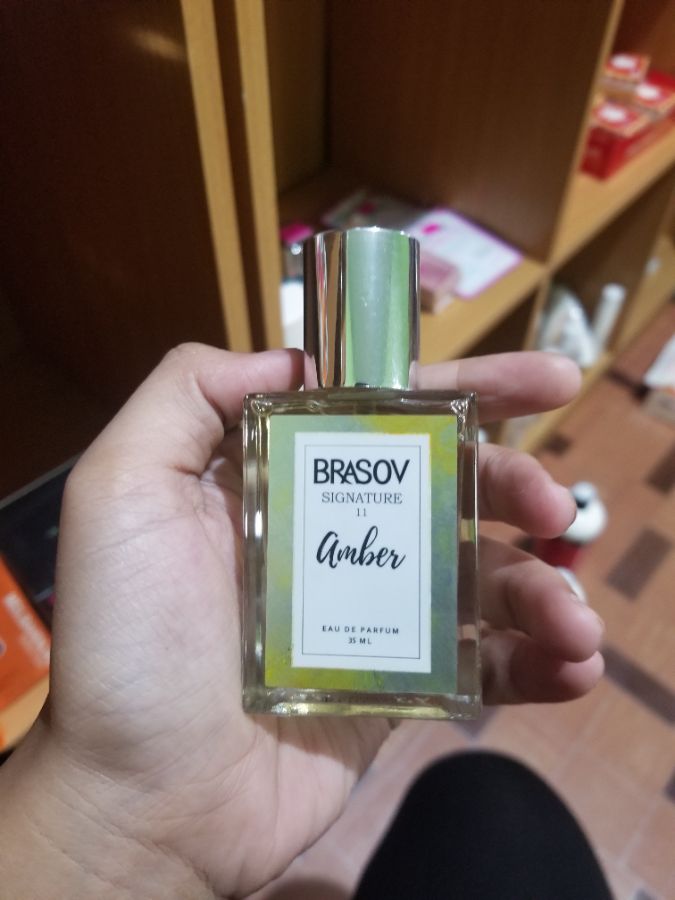 BRASOV
SIGNATURE
11
Amber
EAU DE PARFUM
35 ML